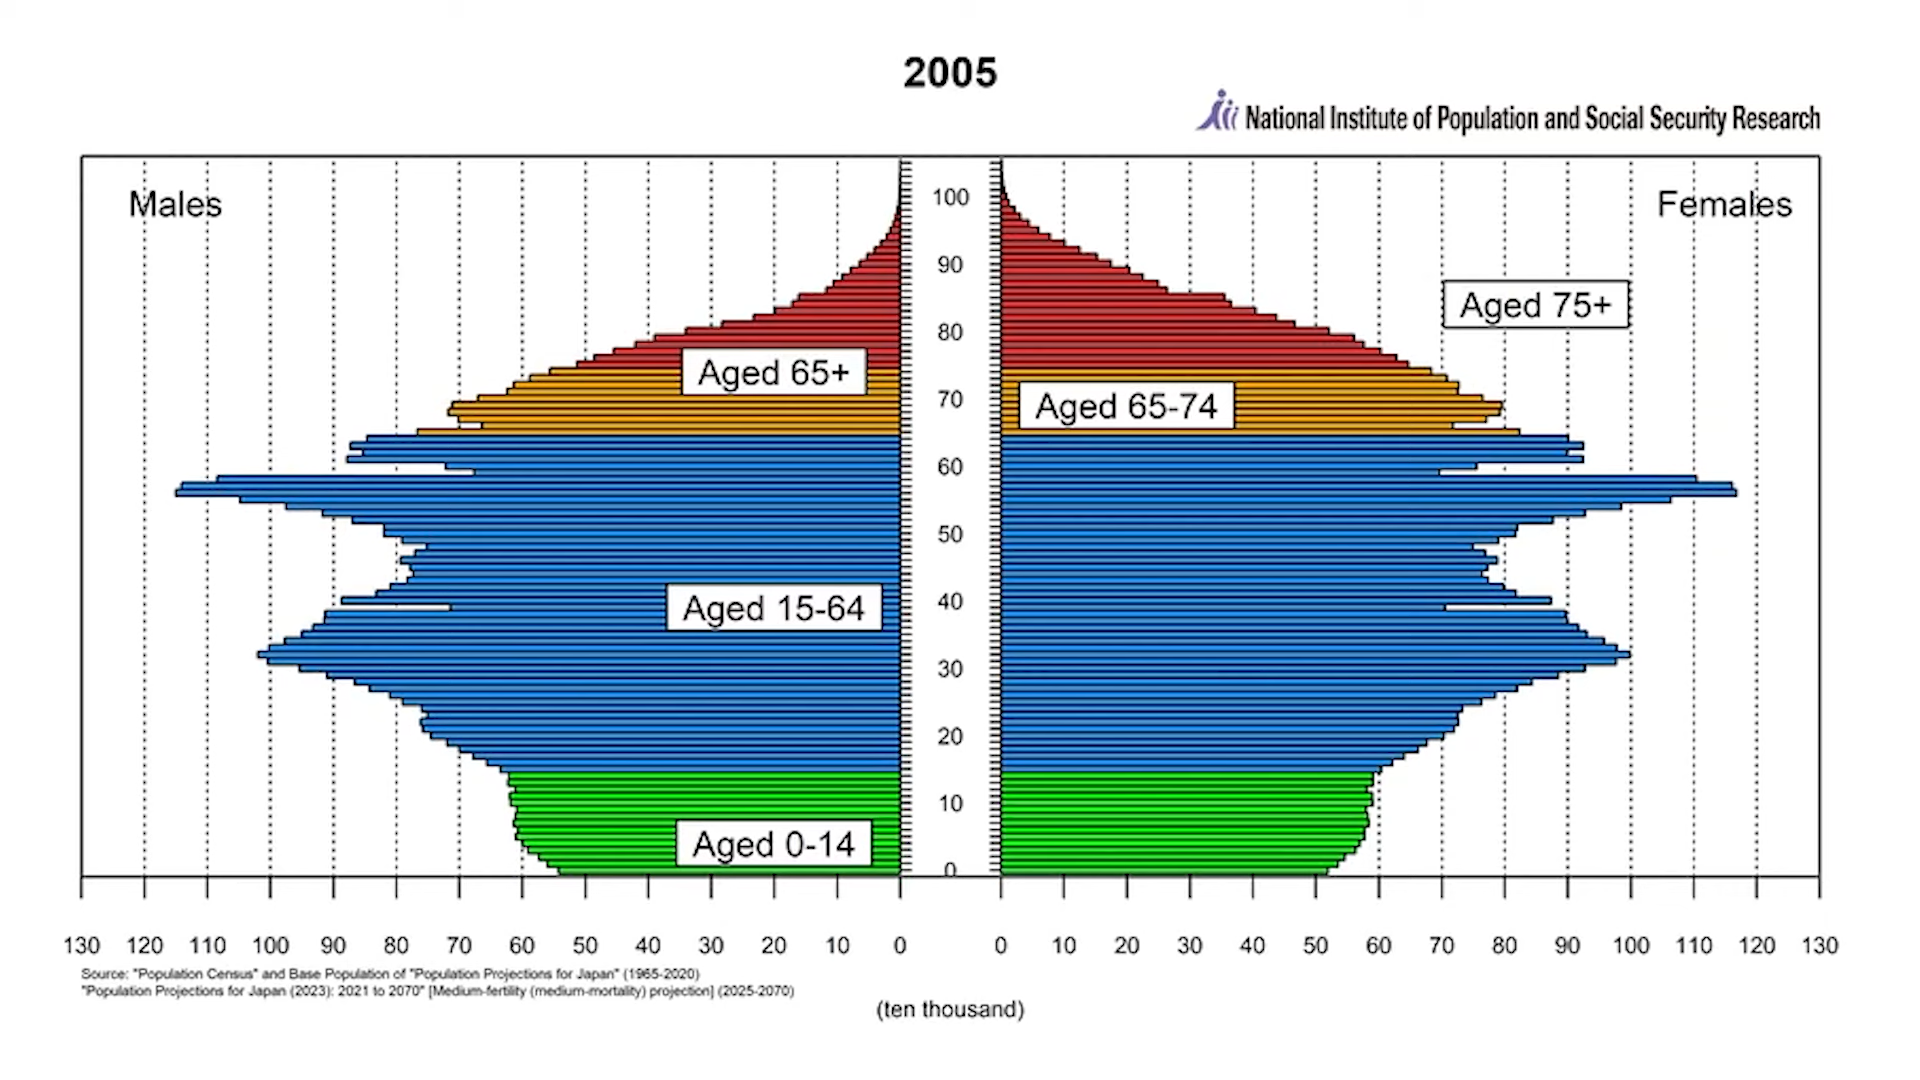 2005
National Institute of Population and Social Security Research
Males
Females
100
90
80
70
60
50
40
30
20
10
0
Aged 75+
Aged 65+
Aged 65-74
Aged 15-64
Aged 0-14
130 120 110 100 90 80 70 60 50 40 30 20 10 0
0 10 20 30 40 50 60 70 80 90 100 110 120 130
Source: "Population Census" and Base Population of "Population Projections for Japan" (1965-2020)
"Population Projections for Japan (2023): 2021 to 2070" [Medium-fertility (medium-mortality) projection] (2025-2070)
(ten thousand)